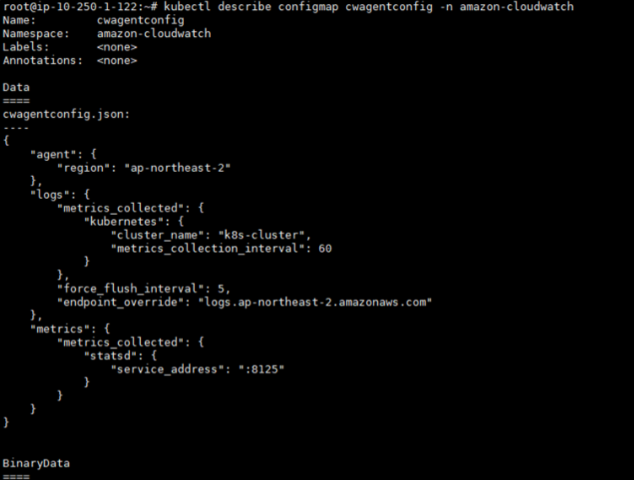 root@ip-10-250-1-122:~# kubectl describe configmap cwagentconfig -n amazon-cloudwatch
Name:         cwagentconfig
Namespace:    amazon-cloudwatch
Labels:       <none>
Annotations:  <none>

Data
====
cwagentconfig.json:
----
{
    "agent": {
        "region": "ap-northeast-2"
    },
    "logs": {
        "metrics_collected": {
            "kubernetes": {
                "cluster_name": "k8s-cluster",
                "metrics_collection_interval": 60
            }
        },
        "force_flush_interval": 5,
        "endpoint_override": "logs.ap-northeast-2.amazonaws.com"
    },
    "metrics": {
        "metrics_collected": {
            "statsd": {
                "service_address": ":8125"
            }
        }
    }
}

BinaryData
====